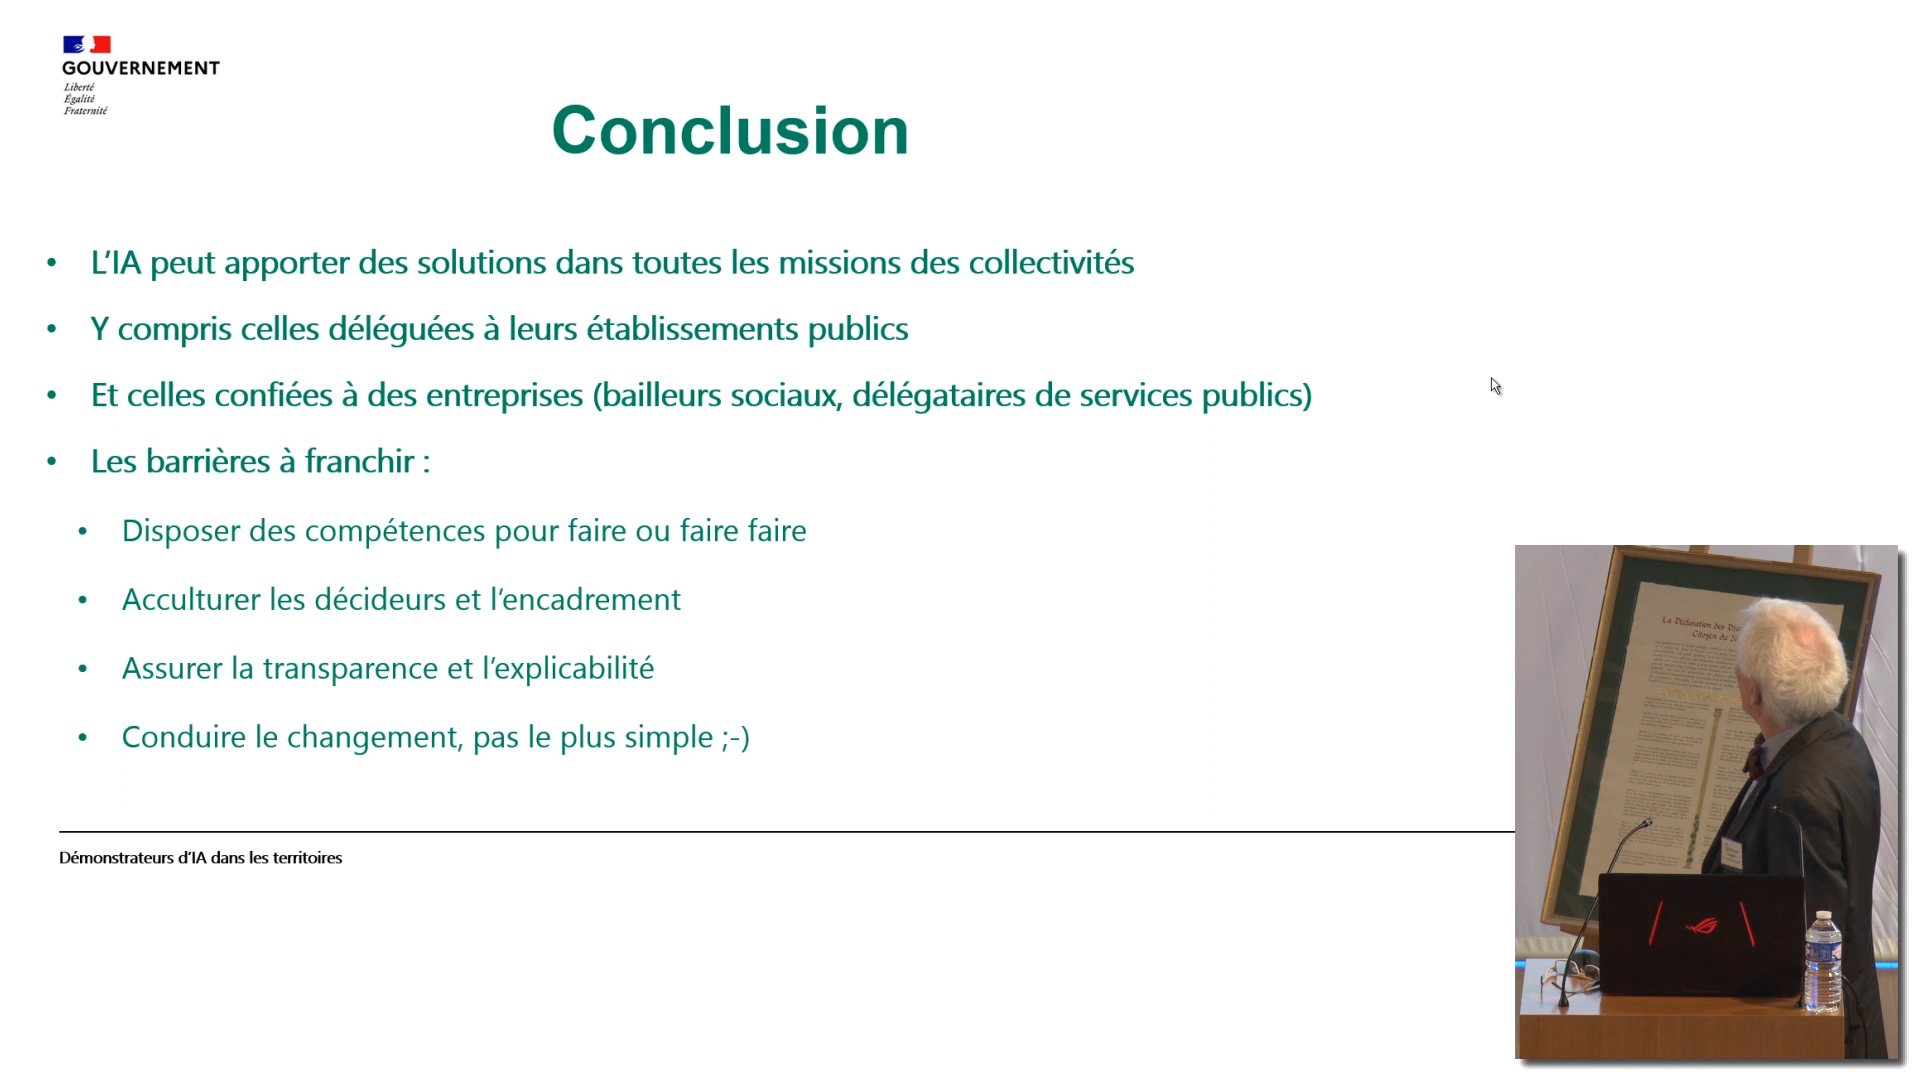 GOUVERNEMENT
Liberté
Égalité
Fraternité
Conclusion
• L’IA peut apporter des solutions dans toutes les missions des collectivités
• Y compris celles déléguées à leurs établissements publics
• Et celles confiées à des entreprises (bailleurs sociaux, délégataires de services publics)
• Les barrières à franchir :
• Disposer des compétences pour faire ou faire faire
• Acculturer les décideurs et l’encadrement
• Assurer la transparence et l’explicabilité
• Conduire le changement, pas le plus simple ;-)
Démonstrateurs d’IA dans les territoires
La Déclaration des
Citoyen du